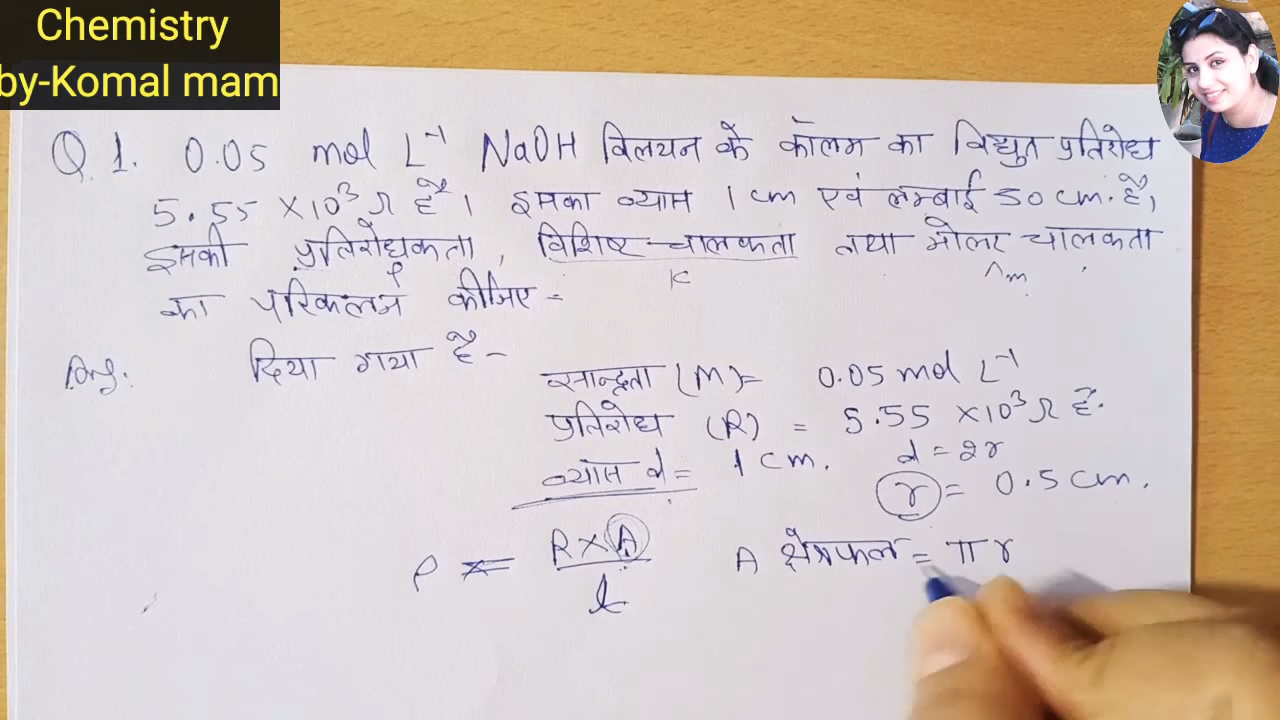 Chemistry
by-Komal mam
Q 1. 0.05 mol L⁻¹ NaOH विलयन के कॉलम का विद्युत प्रतिरोध
5.55 × 10³ Ω है। इसका व्यास 1 cm एवं लम्बाई 50 cm. है,
इसकी प्रतिरोधकता, विशिष्ट चालकता तथा मोलर चालकता
ρ K Λm
का परिकलन कीजिए -
दिया गया है -
सान्द्रता (M) = 0.05 mol L⁻¹
प्रतिरोध (R) = 5.55 × 10³ Ω है.
व्यास d = 1 cm. d = 2r
r = 0.5 cm.
ρ = R × A / l A क्षेत्रफल = π r